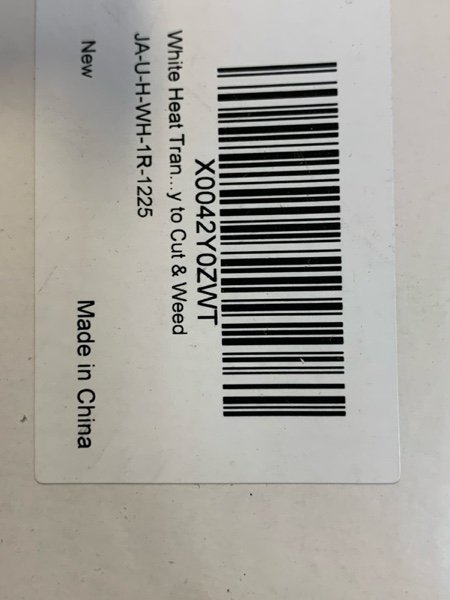 X0042Y0ZWT
White Heat Tran...y to Cut & Weed
JA-U-H-WH-1R-1225
New
Made in China